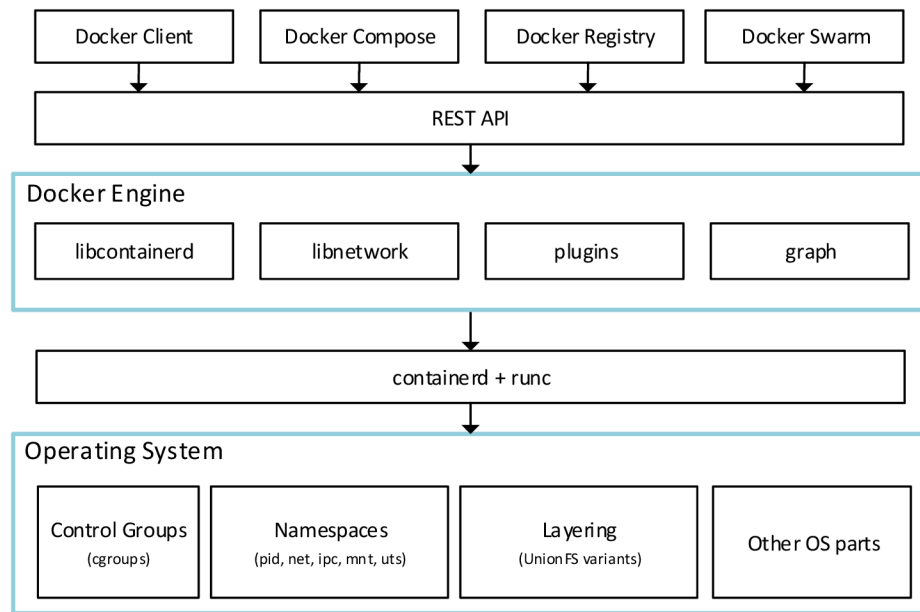 Docker Client
Docker Compose
Docker Registry
Docker Swarm
REST API
Docker Engine
libcontainerd
libnetwork
plugins
graph
containerd + runc
Operating System
Control Groups
(cgroups)
Namespaces
(pid, net, ipc, mnt, uts)
Layering
(UnionFS variants)
Other OS parts